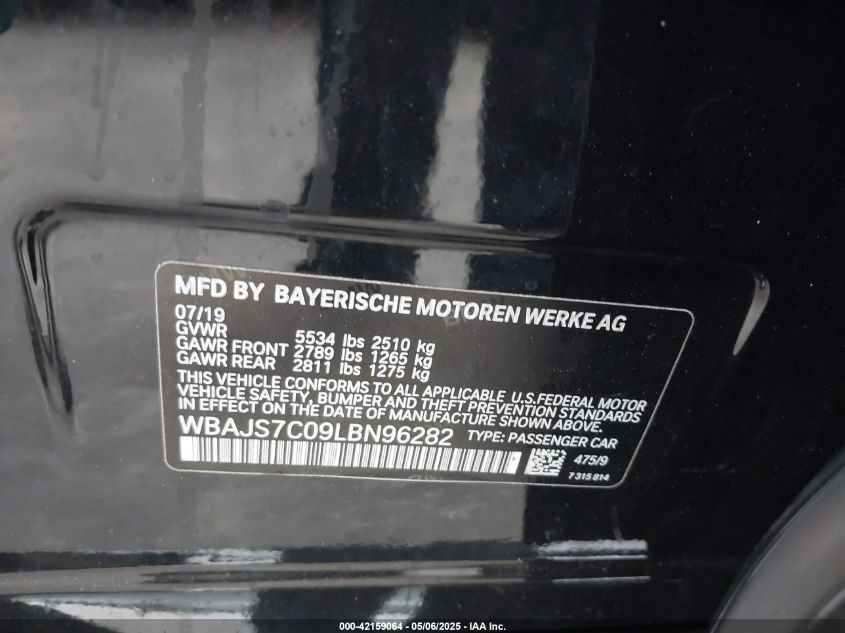 MFD BY BAYERISCHE MOTOREN WERKE AG
07/19
GVWR 5534 lbs 2510 kg
GAWR FRONT 2789 lbs 1265 kg
GAWR REAR 2811 lbs 1275 kg
THIS VEHICLE CONFORMS TO ALL APPLICABLE U.S.FEDERAL MOTOR
VEHICLE SAFETY, BUMPER AND THEFT PREVENTION STANDARDS
IN EFFECT ON THE DATE OF MANUFACTURE SHOWN ABOVE.
WBAJS7C09LBN96282 TYPE: PASSENGER CAR
475/9
7 315 814
000-42159064 - 05/06/2025 - IAA Inc.